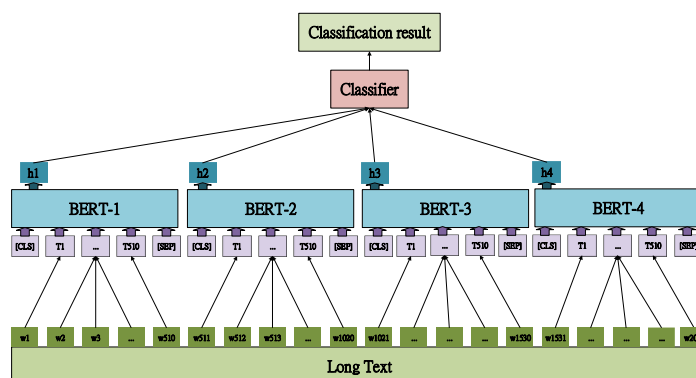 Classification result
Classifier
h1 h2 h3 h4
BERT-1 BERT-2 BERT-3 BERT-4
[CLS] T1 ... T510 [SEP] [CLS] T1 ... T510 [SEP] [CLS] T1 ... T510 [SEP] [CLS] T1 ... T510 [SEP]
w1 w2 w3 ... w510 w511 w512 w513 ... w1020 w1021 ... ... ... w1530 w1531 ... ... ...
Long Text